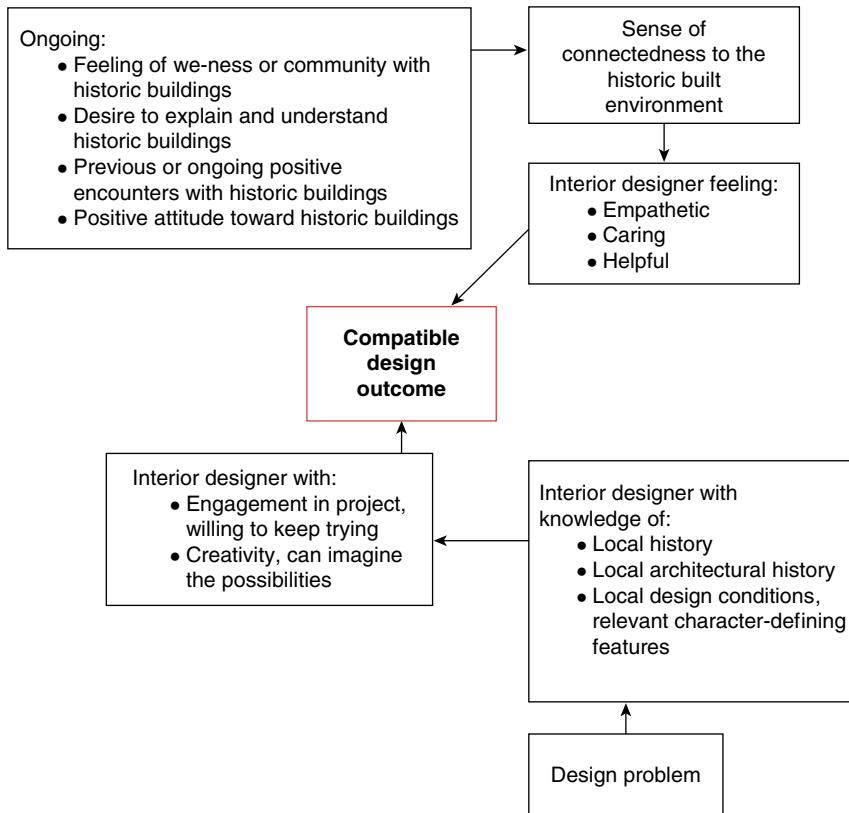 Ongoing:
• Feeling of we-ness or community with
historic buildings
• Desire to explain and understand
historic buildings
• Previous or ongoing positive
encounters with historic buildings
• Positive attitude toward historic buildings
Sense of
connectedness to the
historic built
environment
Interior designer feeling:
• Empathetic
• Caring
• Helpful
Compatible
design
outcome
Interior designer with:
• Engagement in project,
willing to keep trying
• Creativity, can imagine
the possibilities
Interior designer with
knowledge of:
• Local history
• Local architectural history
• Local design conditions,
relevant character-defining
features
Design problem